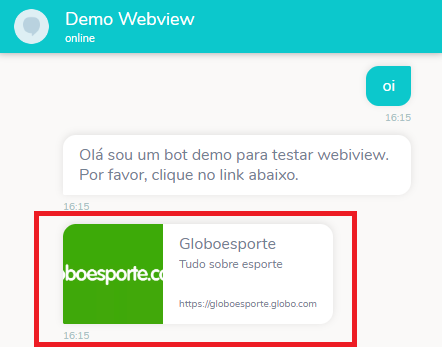 Demo Webview
online
oi
16:15
Olá sou um bot demo para testar webiview.
Por favor, clique no link abaixo.
16:15
oboesporte.co
Globoesporte
Tudo sobre esporte
https://globoesporte.globo.com
16:15